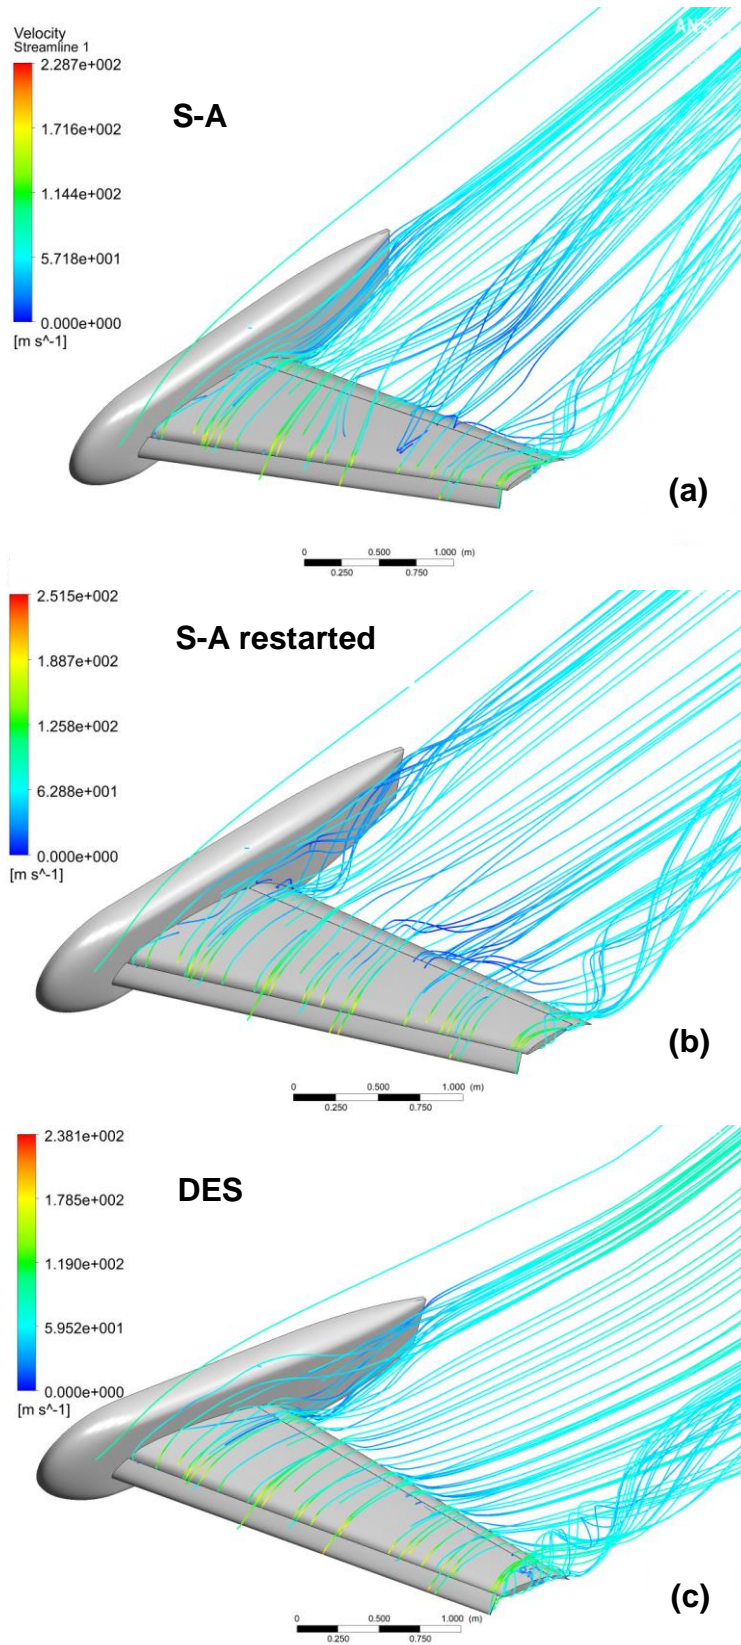 Velocity
Streamline 1
2.287e+002
1.716e+002
1.144e+002
5.718e+001
0.000e+000
[m s^-1]
S-A
(a)
0 0.500 1.000 (m)
0.250 0.750
2.515e+002
1.887e+002
1.258e+002
6.288e+001
0.000e+000
[m s^-1]
S-A restarted
(b)
0 0.500 1.000 (m)
0.250 0.750
2.381e+002
1.785e+002
1.190e+002
5.952e+001
0.000e+000
[m s^-1]
DES
(c)
0 0.500 1.000 (m)
0.250 0.750